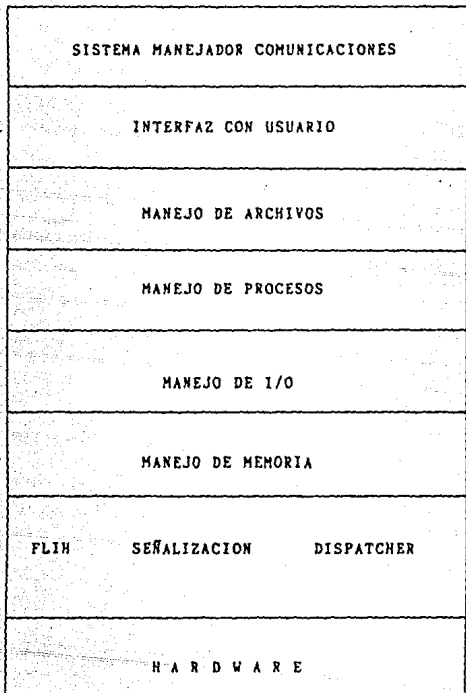 SISTEMA MANEJADOR COMUNICACIONES
INTERFAZ CON USUARIO
MANEJO DE ARCHIVOS
MANEJO DE PROCESOS
MANEJO DE I/O
MANEJO DE MEMORIA
FLIH SEÑALIZACION DISPATCHER
H A R D W A R E